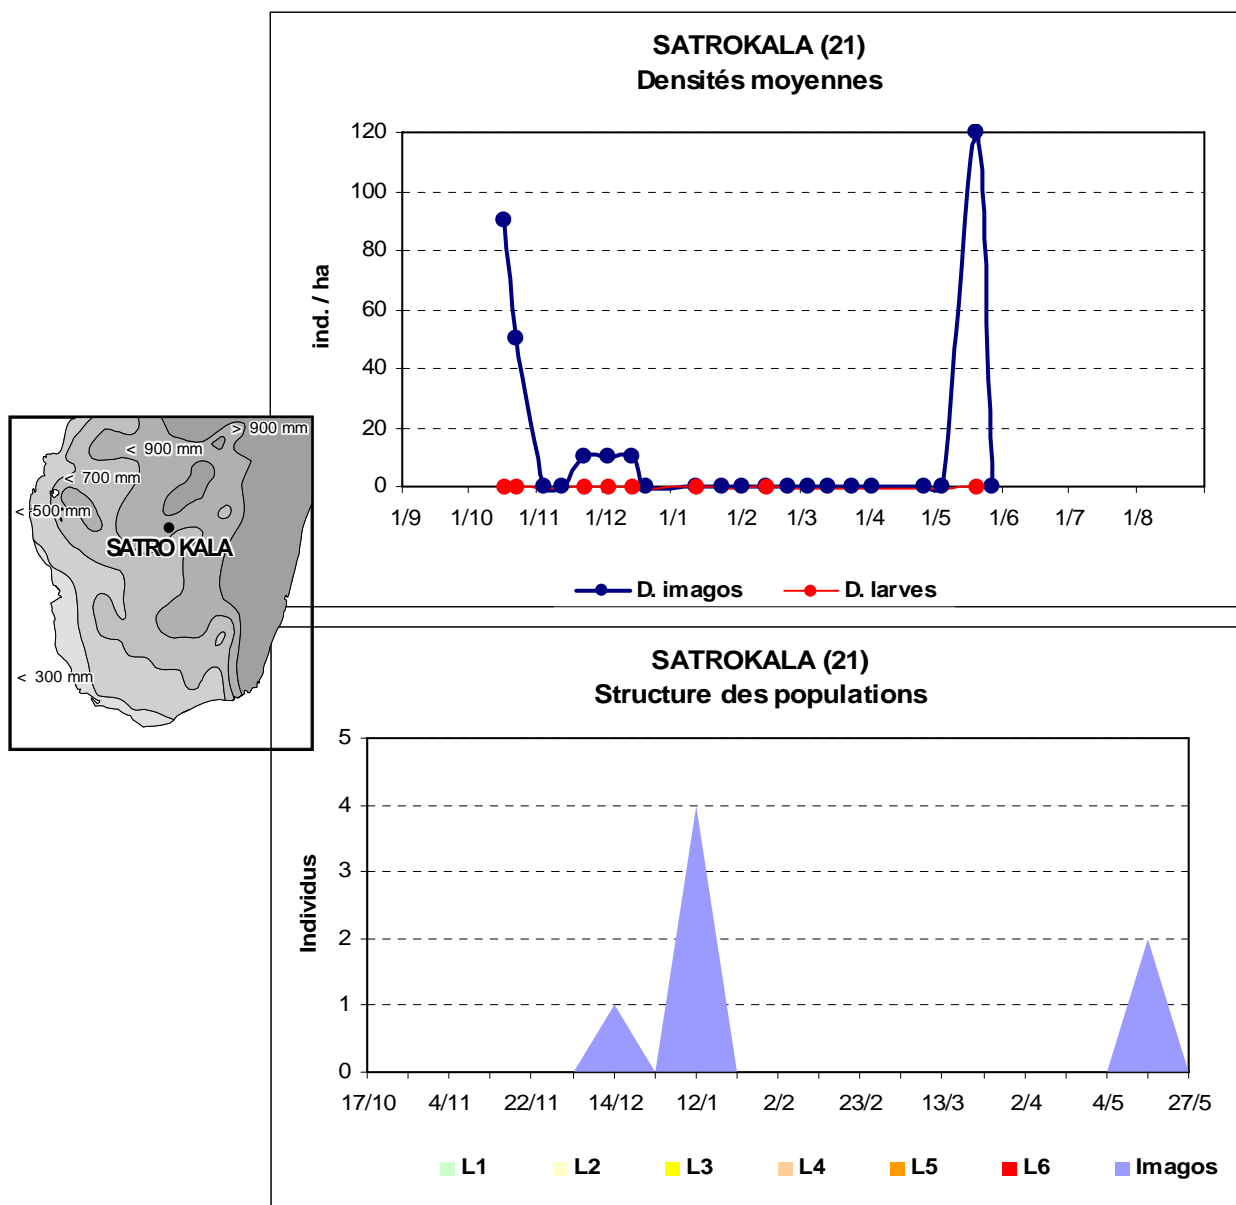 SATROKALA (21)
Densités moyennes
120
100
80
60
40
20
0
ind. / ha
1/9 1/10 1/11 1/12 1/1 1/2 1/3 1/4 1/5 1/6 1/7 1/8
D. imagos D. larves
> 900 mm
< 900 mm
< 700 mm
< 500 mm
SATRO KALA
< 300 mm
SATROKALA (21)
Structure des populations
5
4
3
2
1
0
Individus
17/10 4/11 22/11 14/12 12/1 2/2 23/2 13/3 2/4 4/5 27/5
L1 L2 L3 L4 L5 L6 Imagos